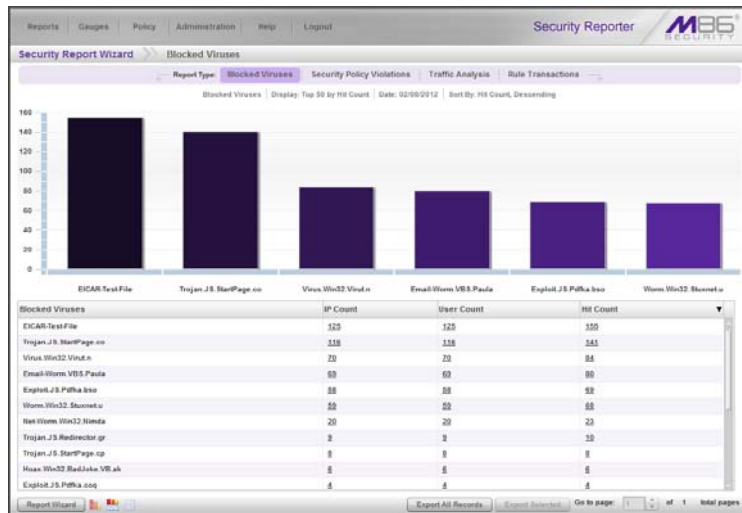 Reports Gauges Policy Administration Help Logout
Security Reporter
M86
SECURITY
Security Report Wizard Blocked Viruses
Report Type: Blocked Viruses Security Policy Violations Traffic Analysis Rule Transactions
Blocked Viruses Display: Top 50 by Hit Count Date: 02/08/2012 Sort By: Hit Count, Descending
160
140
120
100
80
60
40
20
0
EICAR-Test-File Trojan.JS.StartPage.co Virus.Win32.Virut.n Email-Worm.VBS.Paula Exploit.JS.Pdfka.bso Worm.Win32.Stuxnet.u
Blocked Viruses IP Count User Count Hit Count
EICAR-Test-File 125 125 155
Trojan.JS.StartPage.co 116 116 141
Virus.Win32.Virut.n 70 70 84
Email-Worm.VBS.Paula 69 69 80
Exploit.JS.Pdfka.bso 58 58 69
Worm.Win32.Stuxnet.u 59 59 68
Net-Worm.Win32.Nimda 20 20 23
Trojan.JS.Redirector.gr 9 9 10
Trojan.JS.StartPage.cp 8 8 8
Hoax.Win32.BadJoke.VB.ak 6 6 6
Exploit.JS.Pdfka.coq 4 4 4
Report Wizard Export All Records Export Selected Go to page: 1 of 1 total pages